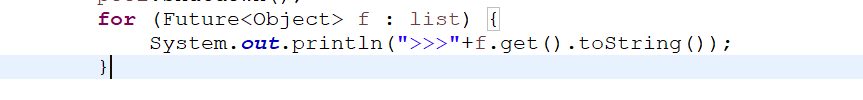 for (Future<Object> f : list) {
System.out.println(">>>"+f.get().toString());
}